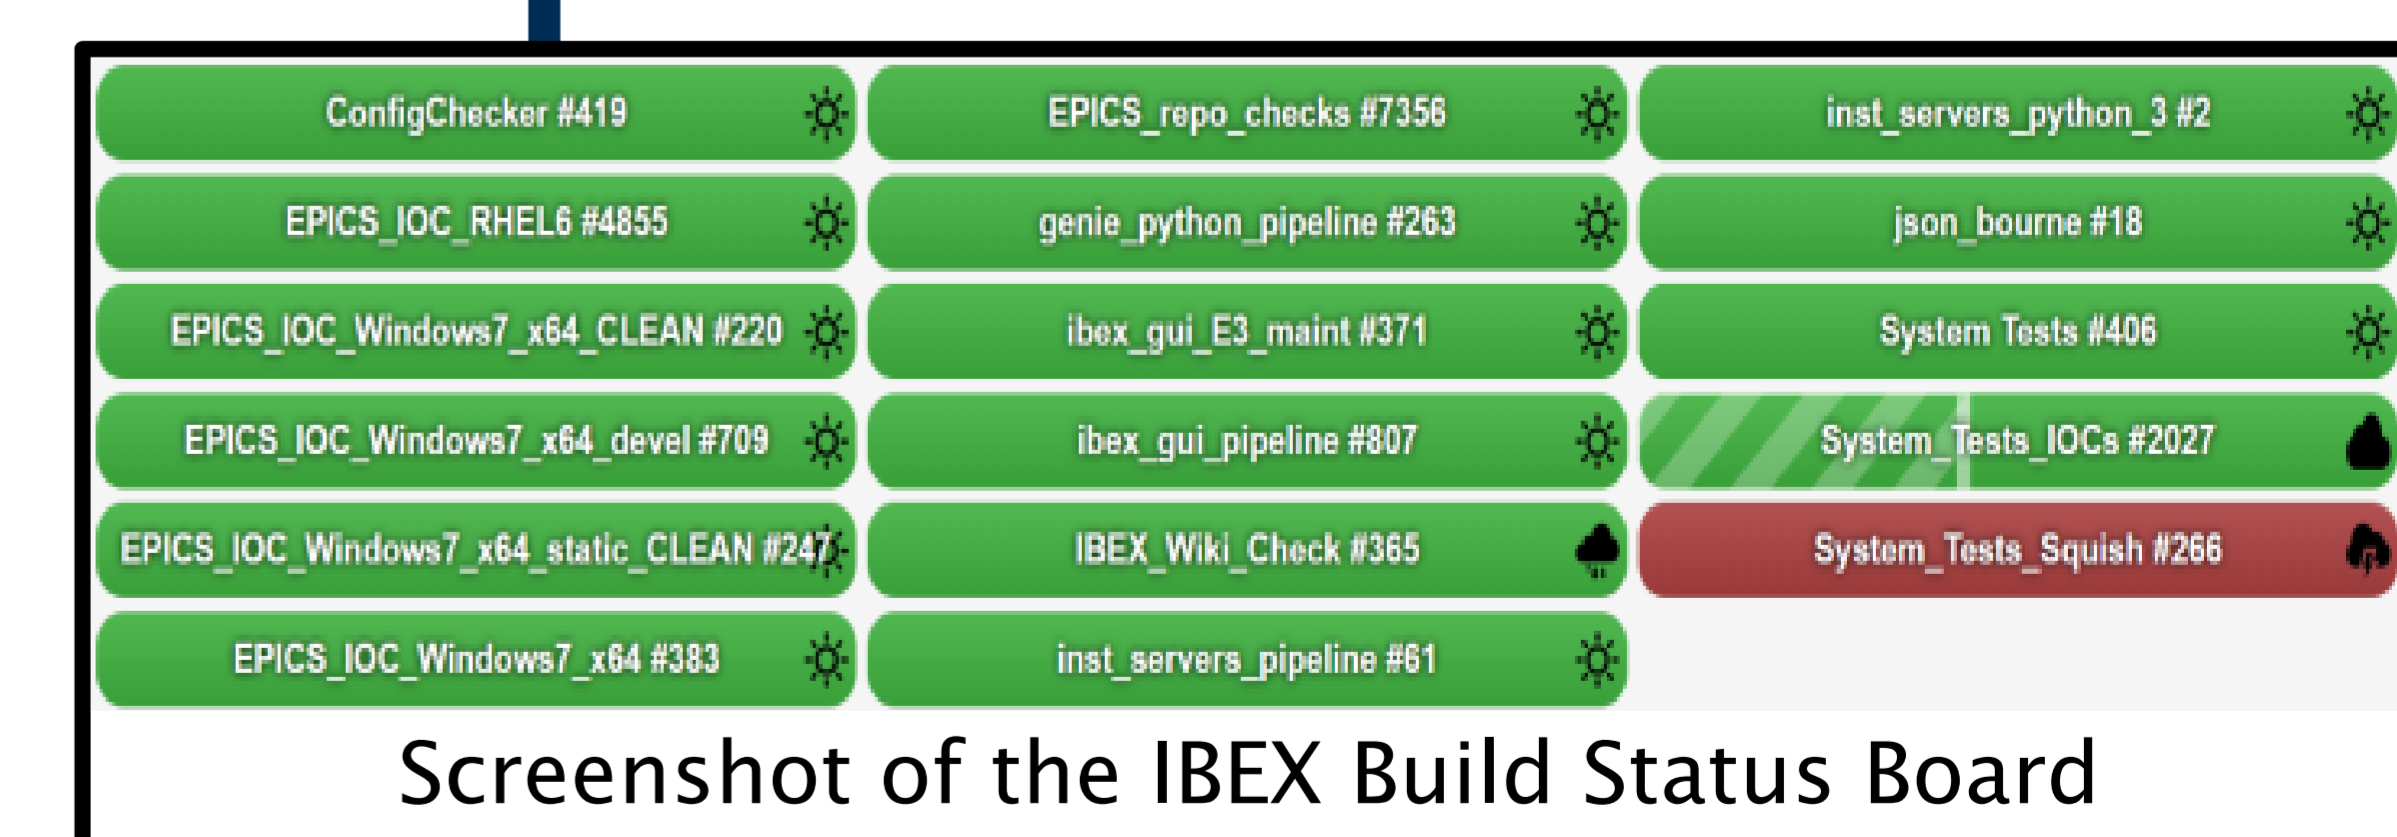 ConfigChecker #419
EPICS_repo_checks #7356
inst_servers_python_3 #2
EPICS_IOC_RHEL6 #4855
genie_python_pipeline #263
json_bourne #18
EPICS_IOC_Windows7_x64_CLEAN #220
ibex_gui_E3_maint #371
System Tests #406
EPICS_IOC_Windows7_x64_devel #709
ibex_gui_pipeline #807
System_Tests_IOCs #2027
EPICS_IOC_Windows7_x64_static_CLEAN #247
IBEX_Wiki_Check #365
System_Tests_Squish #266
EPICS_IOC_Windows7_x64 #383
inst_servers_pipeline #61
Screenshot of the IBEX Build Status Board